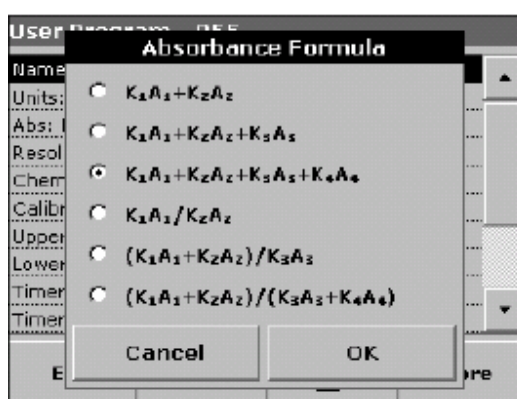 User Program
Absorbance Formula
Name
Units:
Abs:
Resol
Chem
Calibr
Upper
Lower
Timer
Timer
K₁A₁+K₂A₂
K₁A₁+K₂A₂+K₃A₃
K₁A₁+K₂A₂+K₃A₃+K₄A₄
K₁A₁/K₂A₂
(K₁A₁+K₂A₂)/K₃A₃
(K₁A₁+K₂A₂)/(K₃A₃+K₄A₄)
Cancel OK
E ore